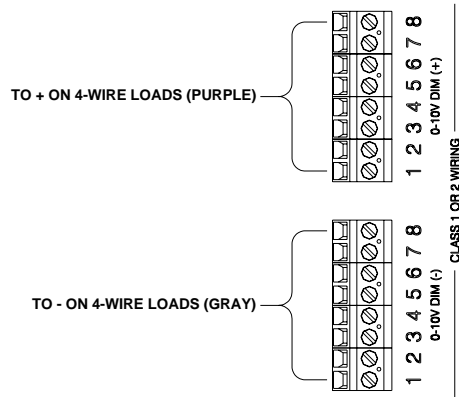 TO + ON 4-WIRE LOADS (PURPLE)
1 2 3 4 5 6 7 8
0-10V DIM (+)
TO - ON 4-WIRE LOADS (GRAY)
1 2 3 4 5 6 7 8
0-10V DIM (-)
CLASS 1 OR 2 WIRING